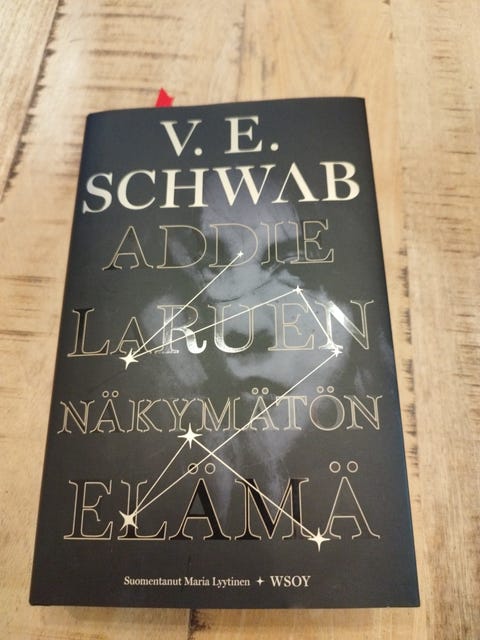 V. E.
SCHWAB
ADDIE
LARUEN
NÄKYMÄTÖN
ELÄMÄ
Suomentanut Maria Lyytinen ✦ WSOY